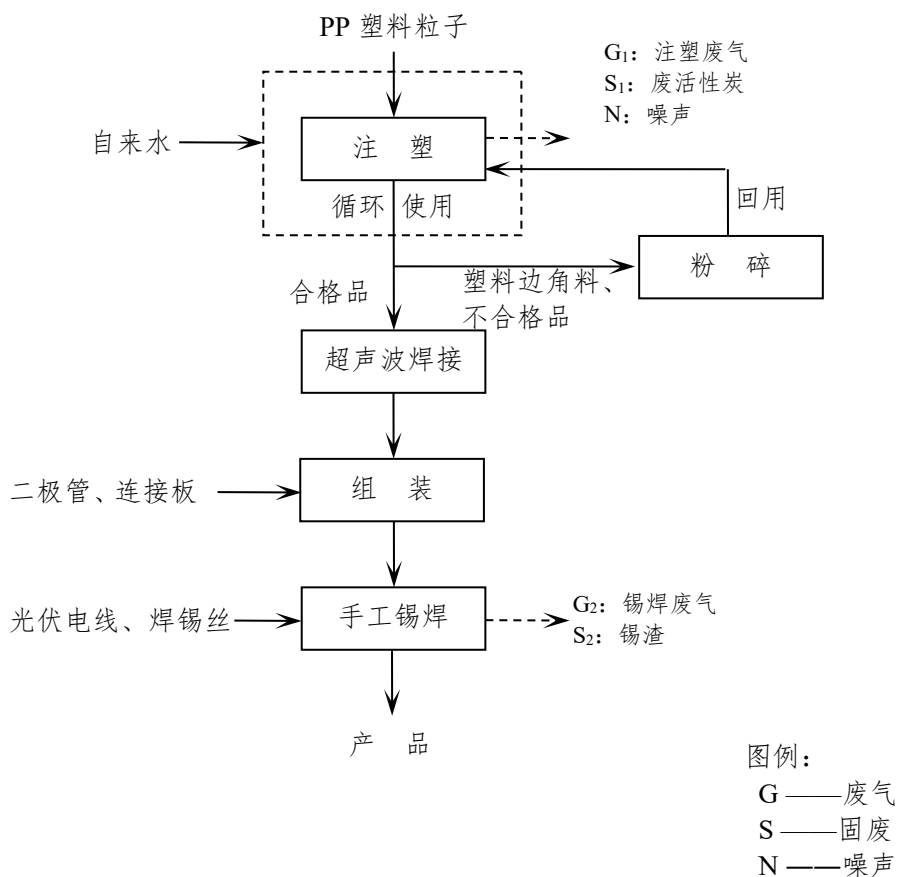 PP 塑料粒子
G₁：注塑废气
S₁：废活性炭
N：噪声
自来水
注 塑
循环 使用
回用
粉 碎
合格品
塑料边角料、
不合格品
超声波焊接
二极管、连接板
组 装
光伏电线、焊锡丝
手工锡焊
G₂：锡焊废气
S₂：锡渣
产 品
图例：
G ——废气
S ——固废
N ——噪声